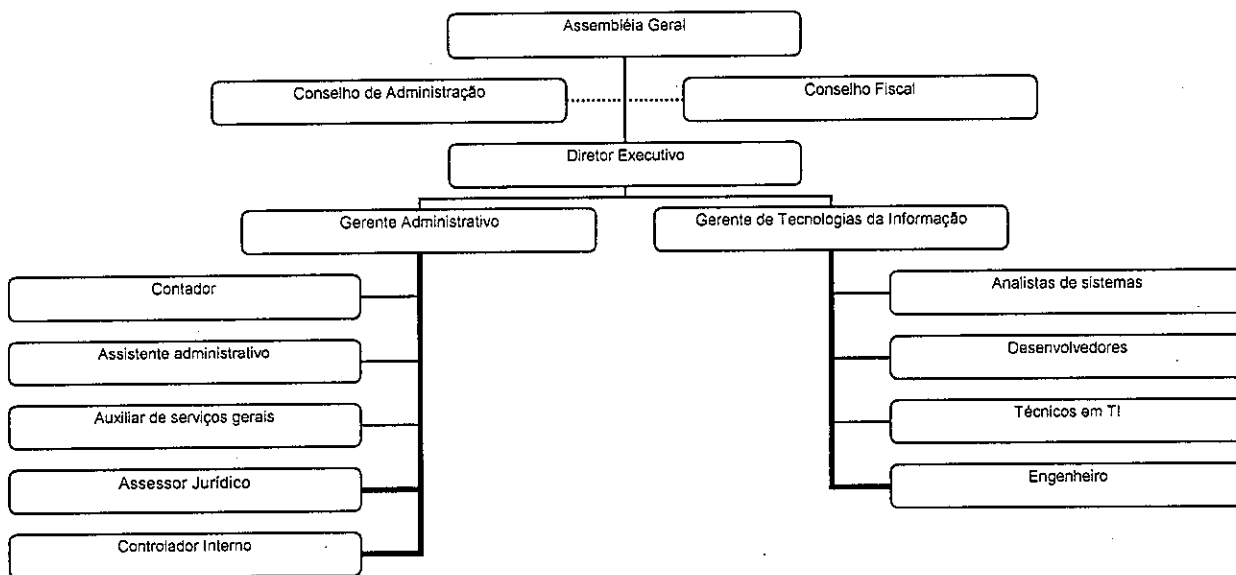 Assembléia Geral
Conselho de Administração
Conselho Fiscal
Diretor Executivo
Gerente Administrativo
Gerente de Tecnologias da Informação
Contador
Assistente administrativo
Auxiliar de serviços gerais
Assessor Jurídico
Controlador Interno
Analistas de sistemas
Desenvolvedores
Técnicos em TI
Engenheiro